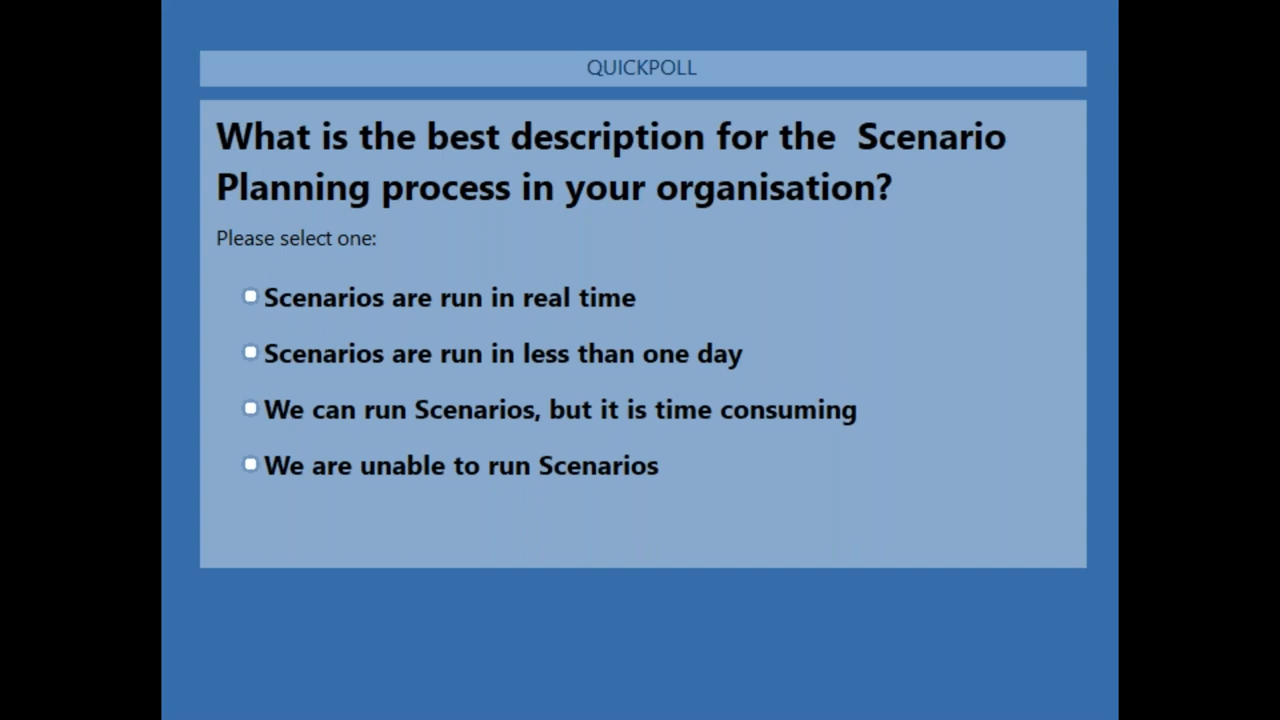 QUICKPOLL
What is the best description for the  Scenario
Planning process in your organisation?
Please select one:
Scenarios are run in real time
Scenarios are run in less than one day
We can run Scenarios, but it is time consuming
We are unable to run Scenarios